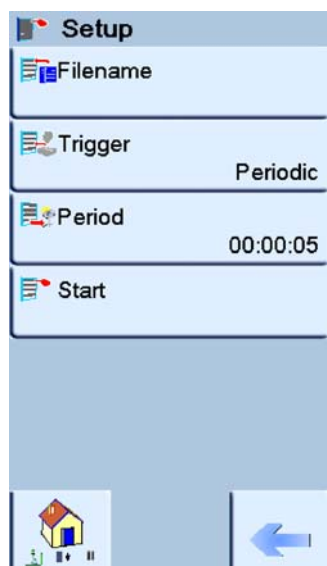 Setup
Filename
Trigger
Periodic
Period
00:00:05
Start